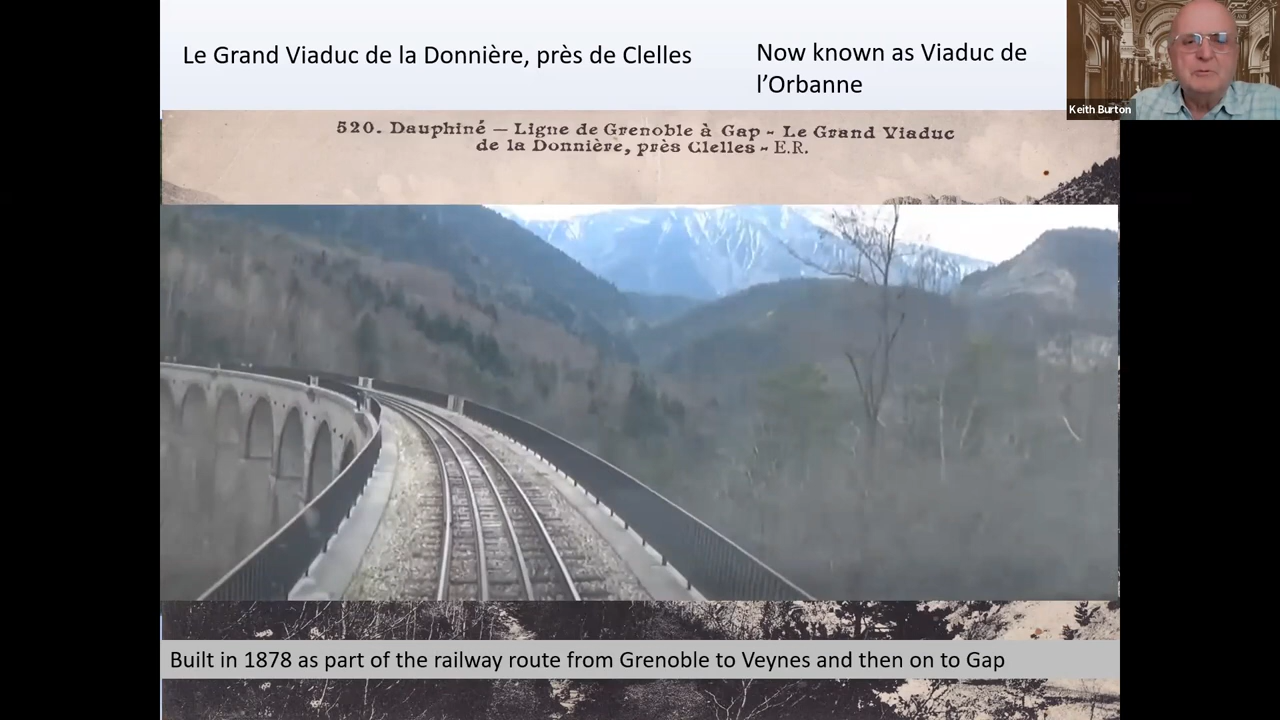 Le Grand Viaduc de la Donnière, près de Clelles
Now known as Viaduc de
l’Orbanne
Keith Burton
520. Dauphiné — Ligne de Grenoble à Gap - Le Grand Viaduc
de la Donnière, près Clelles - E.R.
Built in 1878 as part of the railway route from Grenoble to Veynes and then on to Gap